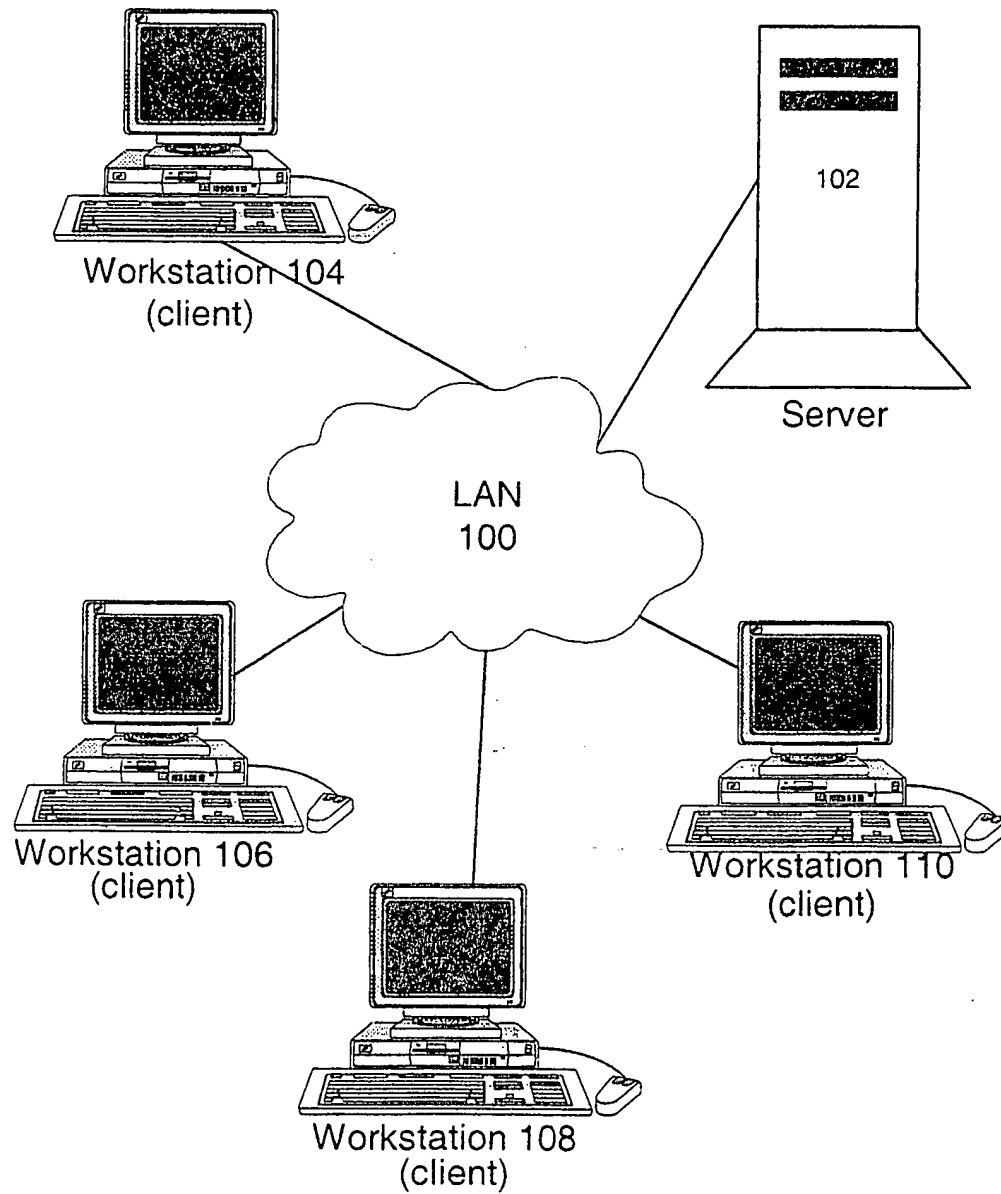 102
Workstation 104
(client)
Server
LAN
100
Workstation 106
(client)
Workstation 110
(client)
Workstation 108
(client)